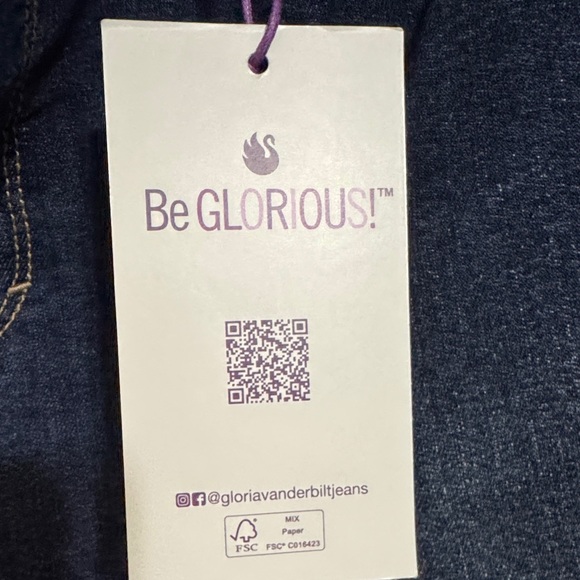 Be GLORIOUS!™
@gloriavanderbiltjeans
MIX
Paper
FSC
FSC® C016423